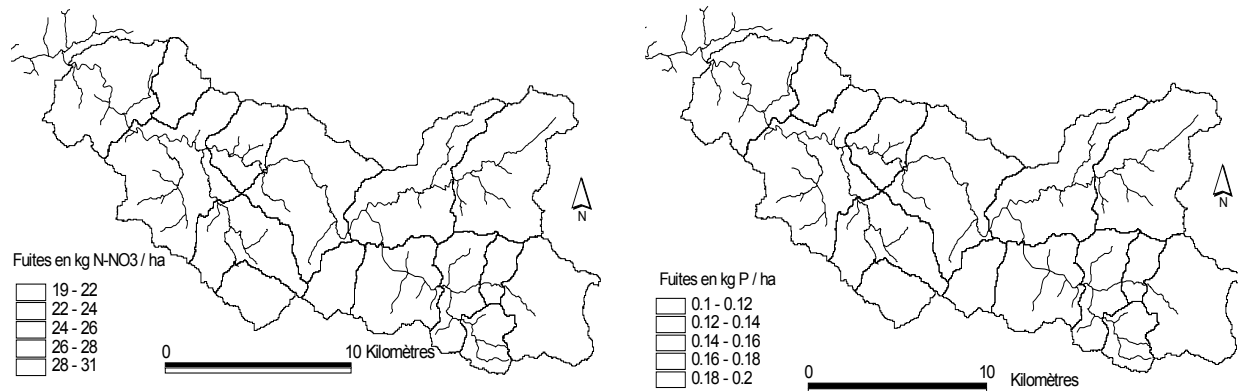 N
Fuites en kg N-NO3 / ha
19 - 22
22 - 24
24 - 26
26 - 28
28 - 31
0
10 Kilomètres
N
Fuites en kg P / ha
0.1 - 0.12
0.12 - 0.14
0.14 - 0.16
0.16 - 0.18
0.18 - 0.2
0
10
Kilomètres